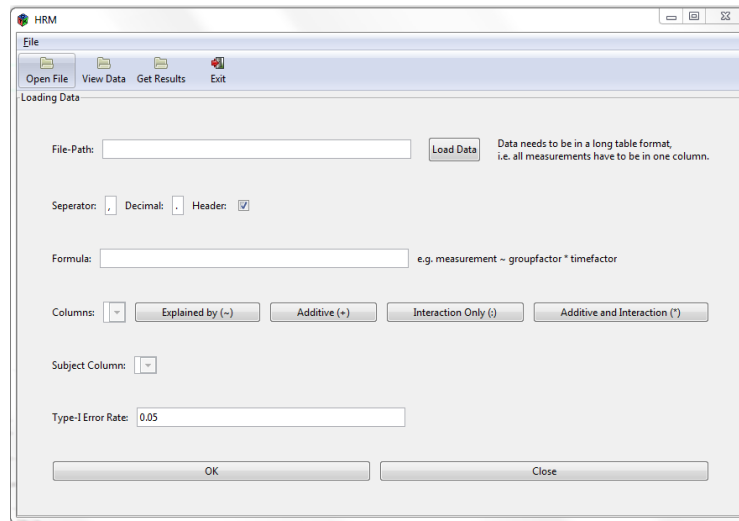 HRM
File
Open File View Data Get Results Exit
Loading Data
File-Path: Load Data Data needs to be in a long table format,
i.e. all measurements have to be in one column.
Seperator: , Decimal: . Header:
Formula: e.g. measurement ~ groupfactor * timefactor
Columns: Explained by (~) Additive (+) Interaction Only (:) Additive and Interaction (*)
Subject Column:
Type-I Error Rate: 0.05
OK Close